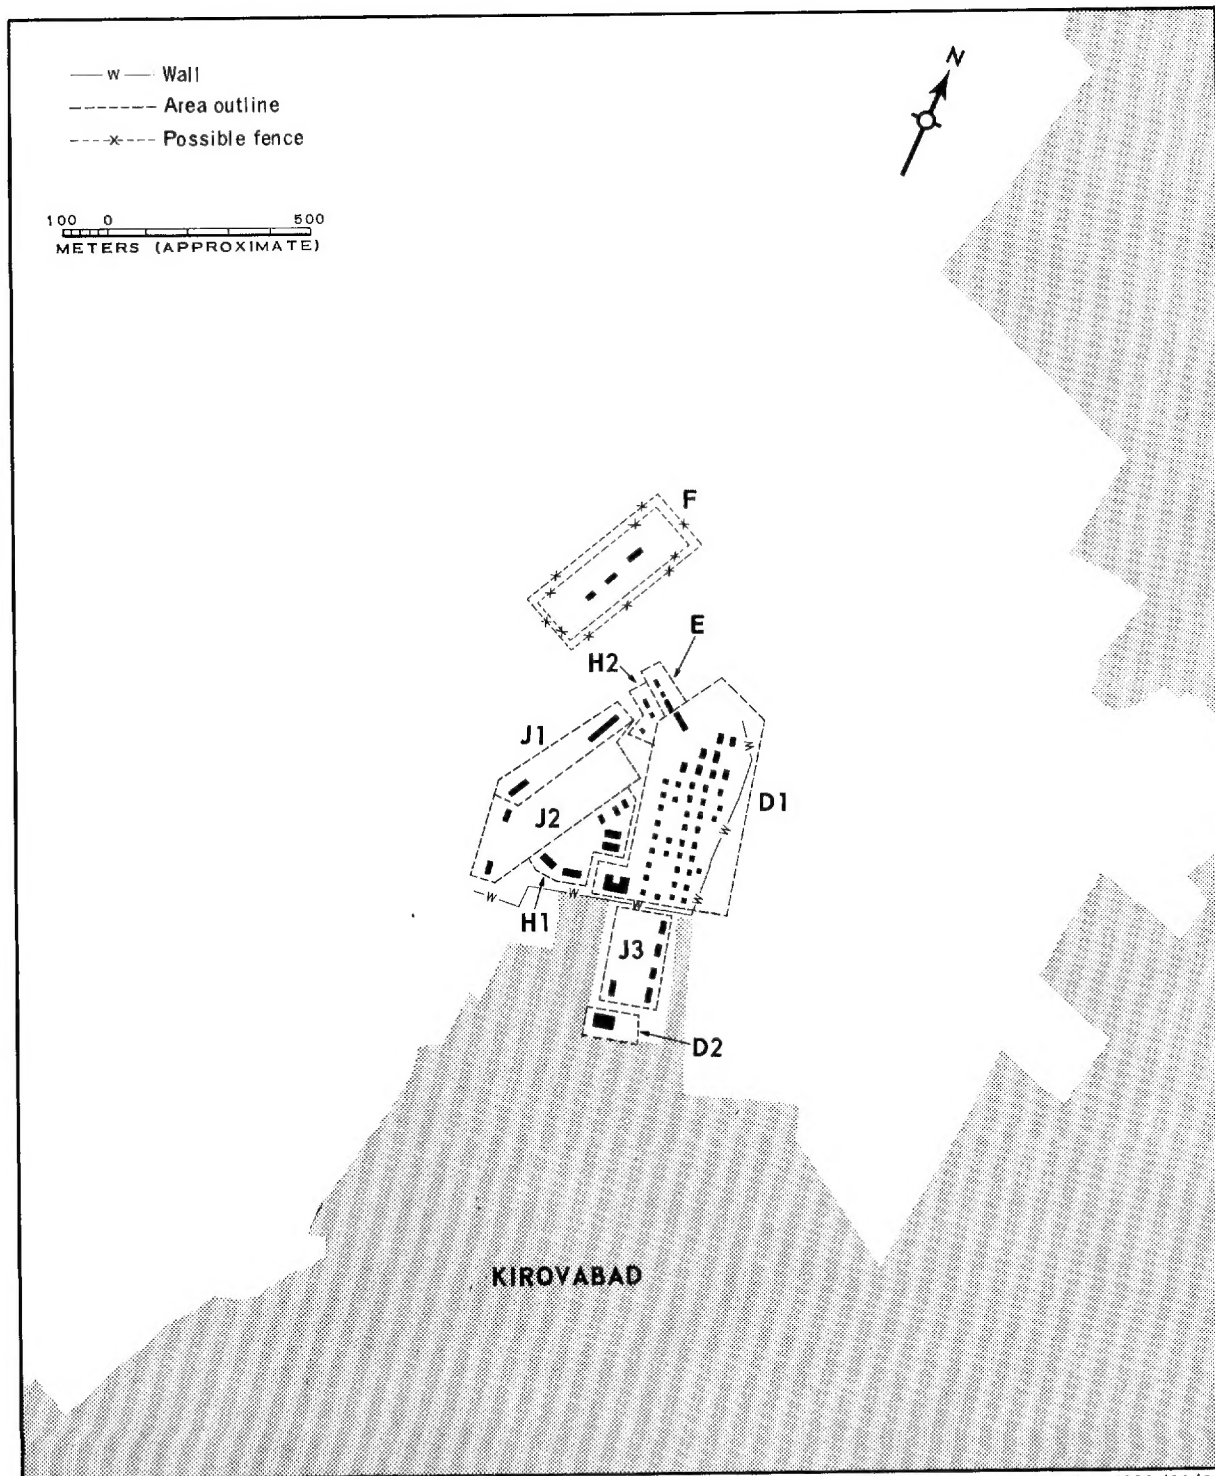 N
W Wall
Area outline
x Possible fence
100 0 500
METERS (APPROXIMATE)
F
E
H2
J1
W
D1
J2
W
W
W
W
W
H1
J3
D2
KIROVABAD